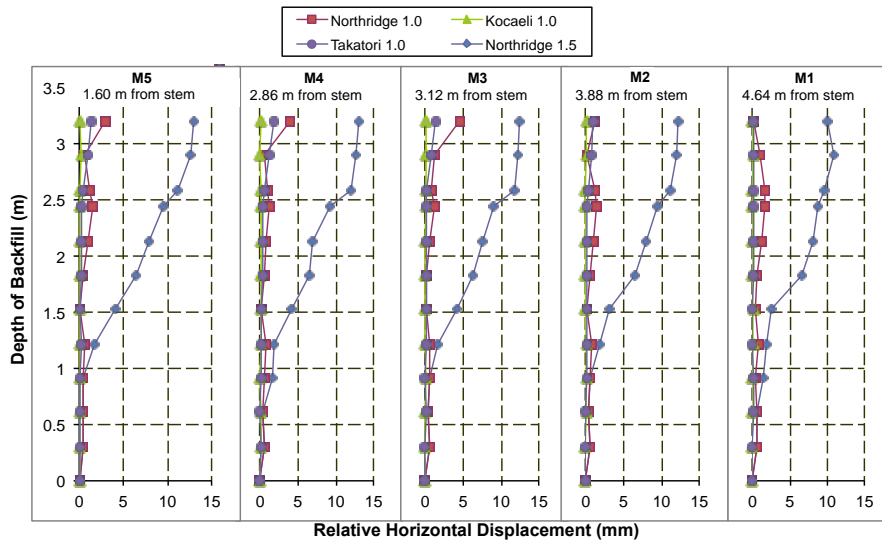 Northridge 1.0 Kocaeli 1.0
Takatori 1.0 Northridge 1.5
M5 M4 M3 M2 M1
1.60 m from stem 2.86 m from stem 3.12 m from stem 3.88 m from stem 4.64 m from stem
Depth of Backfill (m)
3.5
3
2.5
2
1.5
1
0.5
0
0 5 10 15 0 5 10 15 0 5 10 15 0 5 10 15 0 5 10 15
Relative Horizontal Displacement (mm)